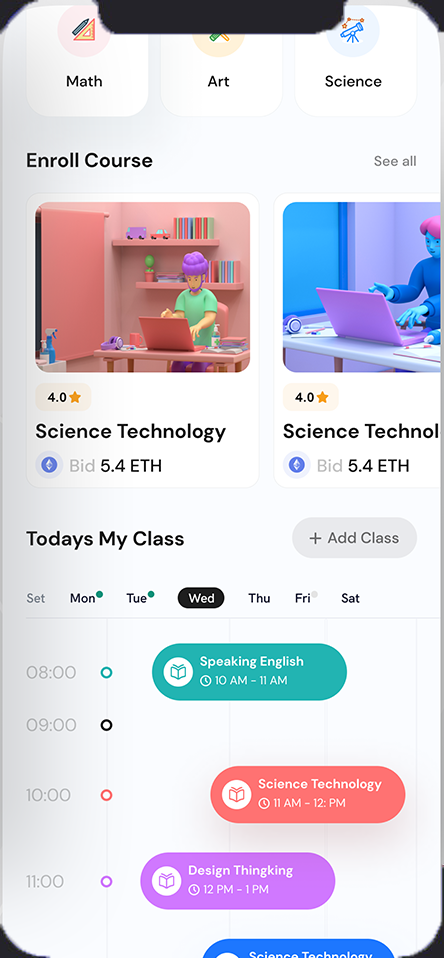 Math
Art
Science
Enroll Course
See all
4.0
4.0
Science Technology
Science Technol
Bid 5.4 ETH
Bid 5.4 ETH
Todays My Class
+ Add Class
Set Mon Tue Wed Thu Fri Sat
08:00
Speaking English
10 AM - 11 AM
09:00
10:00
Science Technology
11 AM - 12: PM
11:00
Design Thingking
12 PM - 1 PM
Science Technology